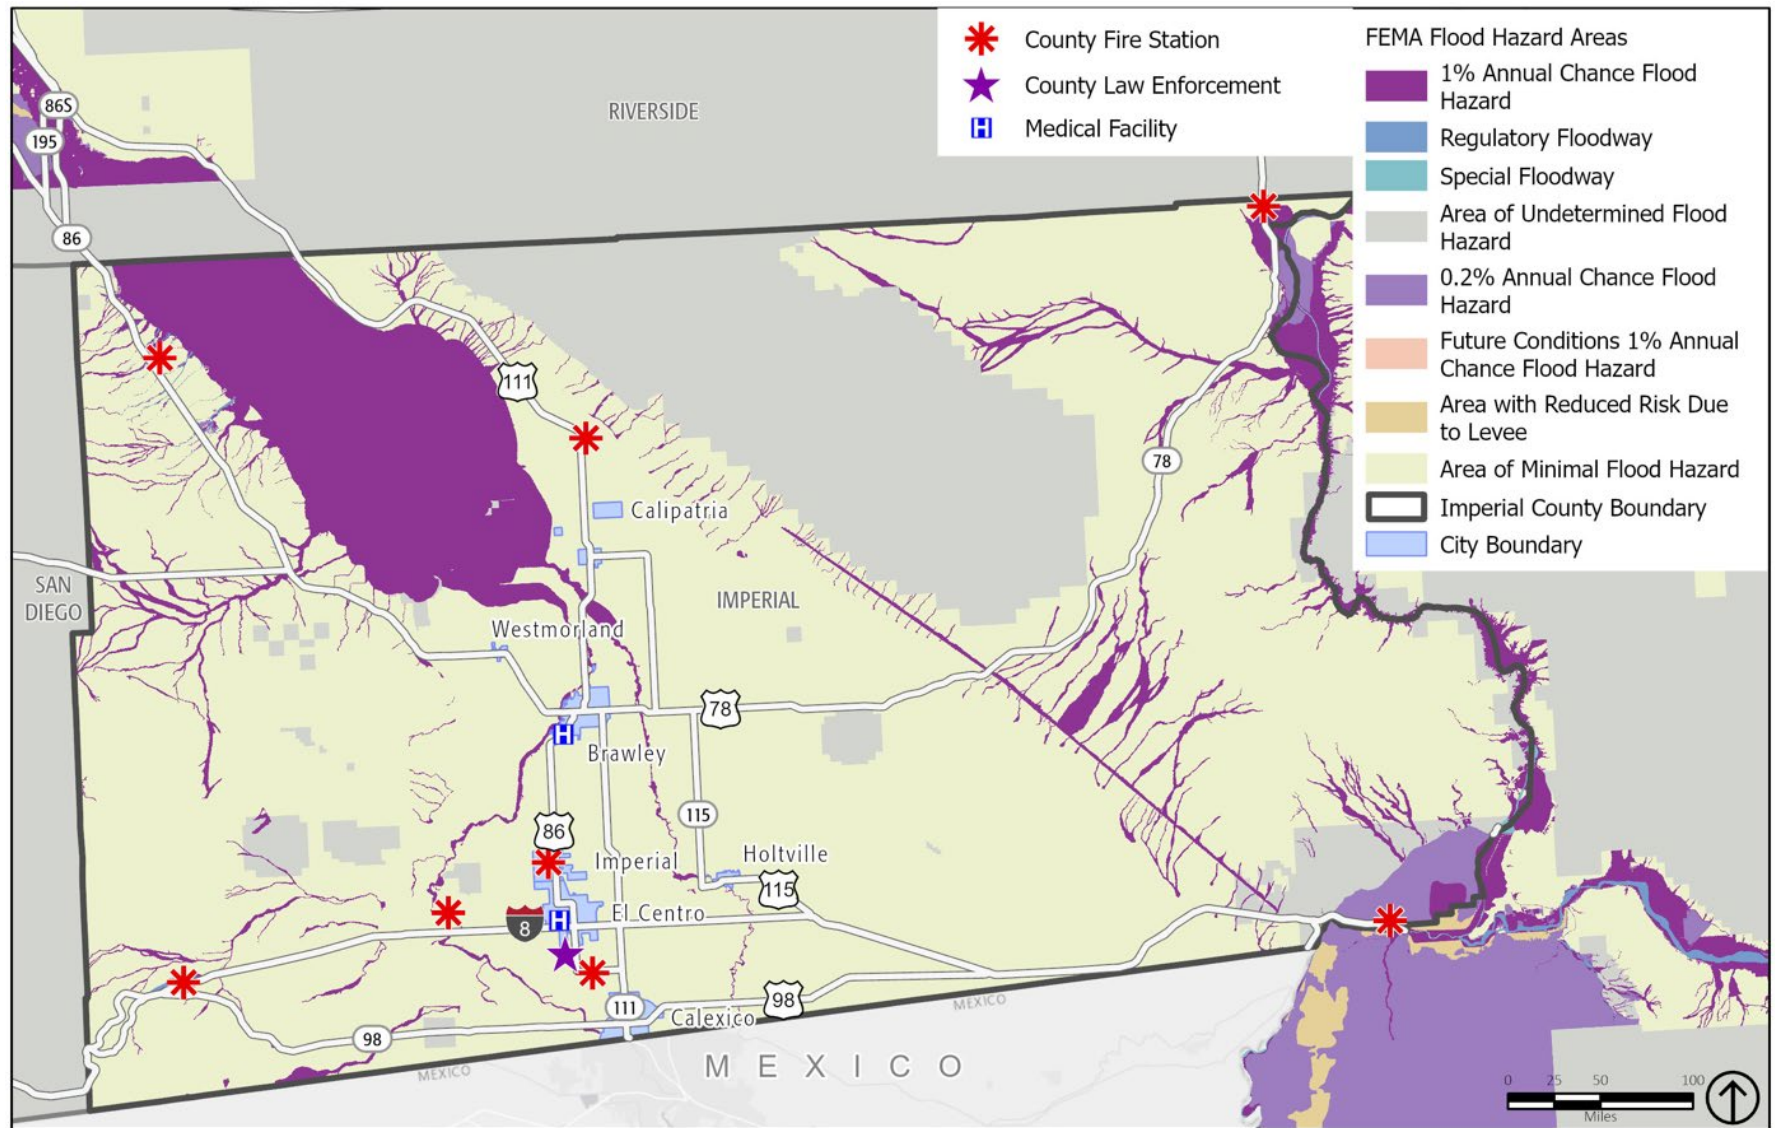 County Fire Station
County Law Enforcement
Medical Facility
FEMA Flood Hazard Areas
1% Annual Chance Flood
Hazard
Regulatory Floodway
Special Floodway
Area of Undetermined Flood
Hazard
0.2% Annual Chance Flood
Hazard
Future Conditions 1% Annual
Chance Flood Hazard
Area with Reduced Risk Due
to Levee
Area of Minimal Flood Hazard
Imperial County Boundary
City Boundary
RIVERSIDE
86S
195
86
H
111
78
Calipatria
SAN
DIEGO
IMPERIAL
Westmorland
78
H
Brawley
115
86
Imperial
Holtville
115
El Centro
H
8
98
111
Calexico
98
MEXICO
MEXICO
MEXICO
0 25 50 100
Miles